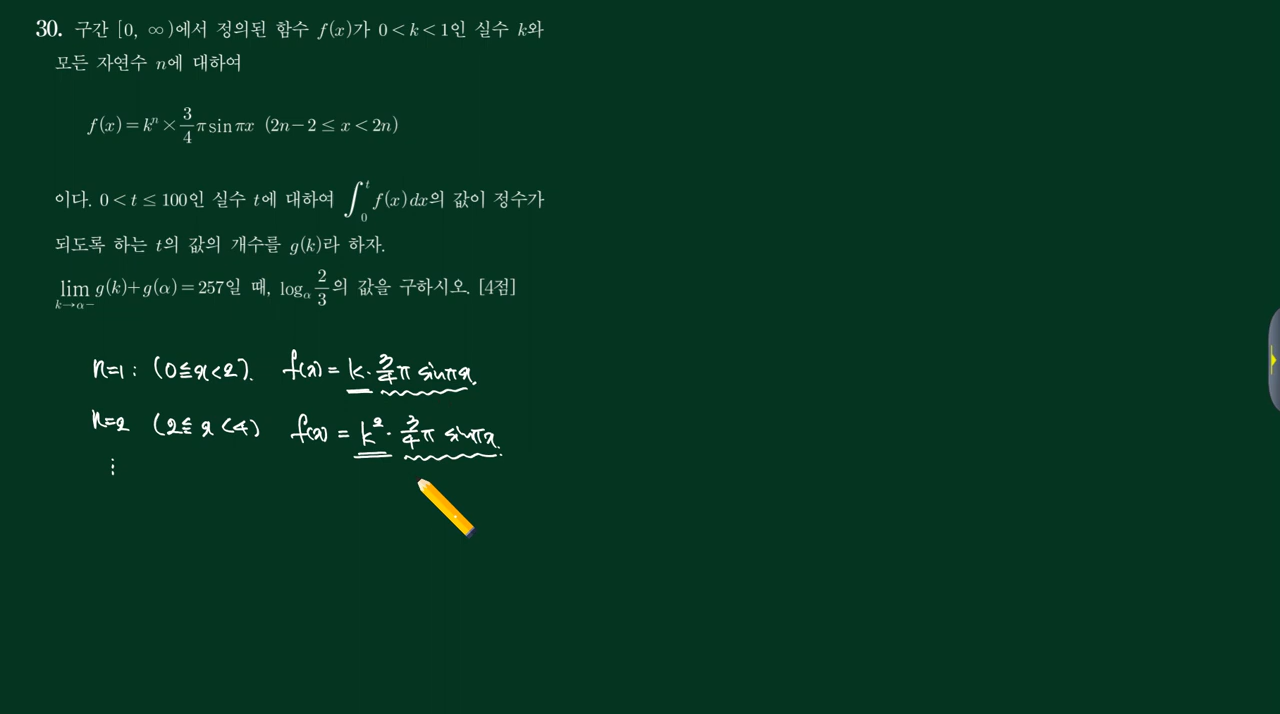 30. 구간 [0, ∞)에서 정의된 함수 f(x)가 0<k<1인 실수 k와
모든 자연수 n에 대하여
f(x)=kⁿ×3/4 π sin πx (2n−2≤x<2n)
이다. 0<t≤100인 실수 t에 대하여 ∫₀ᵗ f(x)dx의 값이 정수가
되도록 하는 t의 값의 개수를 g(k)라 하자.
lim_{k→α−} g(k)+g(α)=257일 때, log_α 2/3의 값을 구하시오. [4점]
n=1 : (0≦x<2). f(x) = k · 3/4 π sinπx.
n=2 (2≦x<4) f(x) = k² · 3/4 π sinπx.
⋮